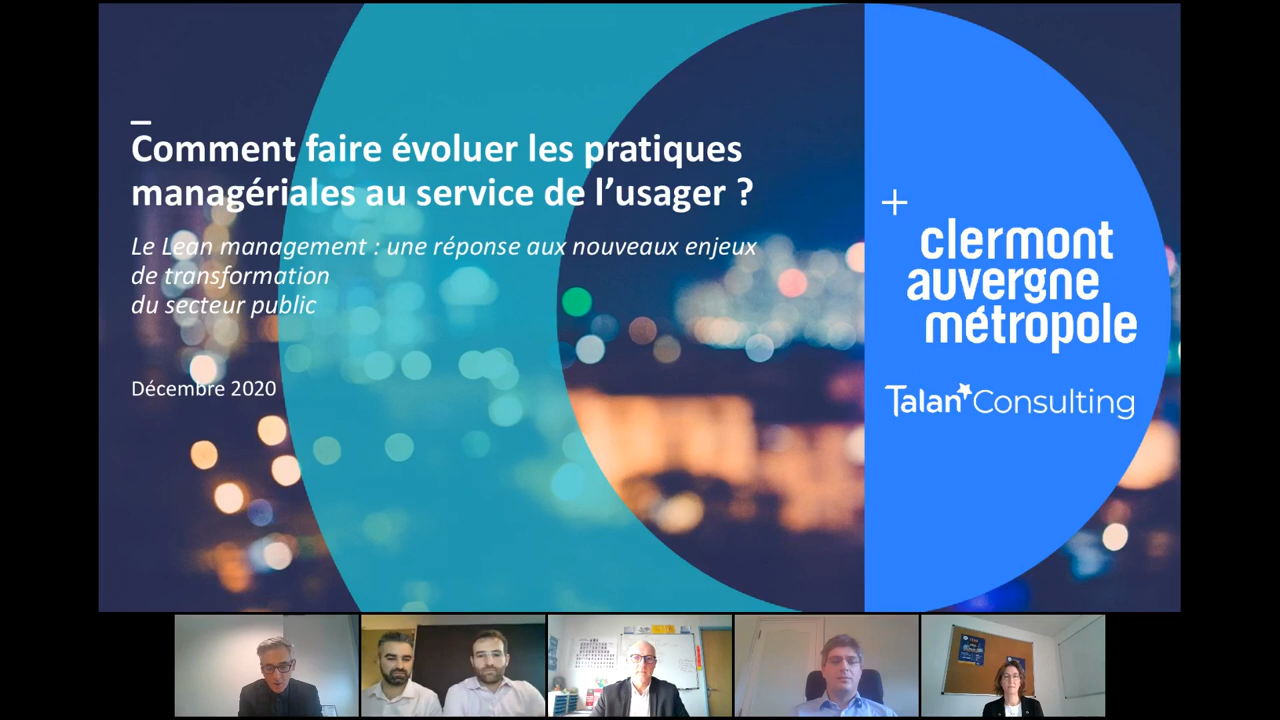 Comment faire évoluer les pratiques
managériales au service de l’usager ?
Le Lean management : une réponse aux nouveaux enjeux
de transformation
du secteur public
Décembre 2020
clermont
auvergne
métropole
Talan Consulting